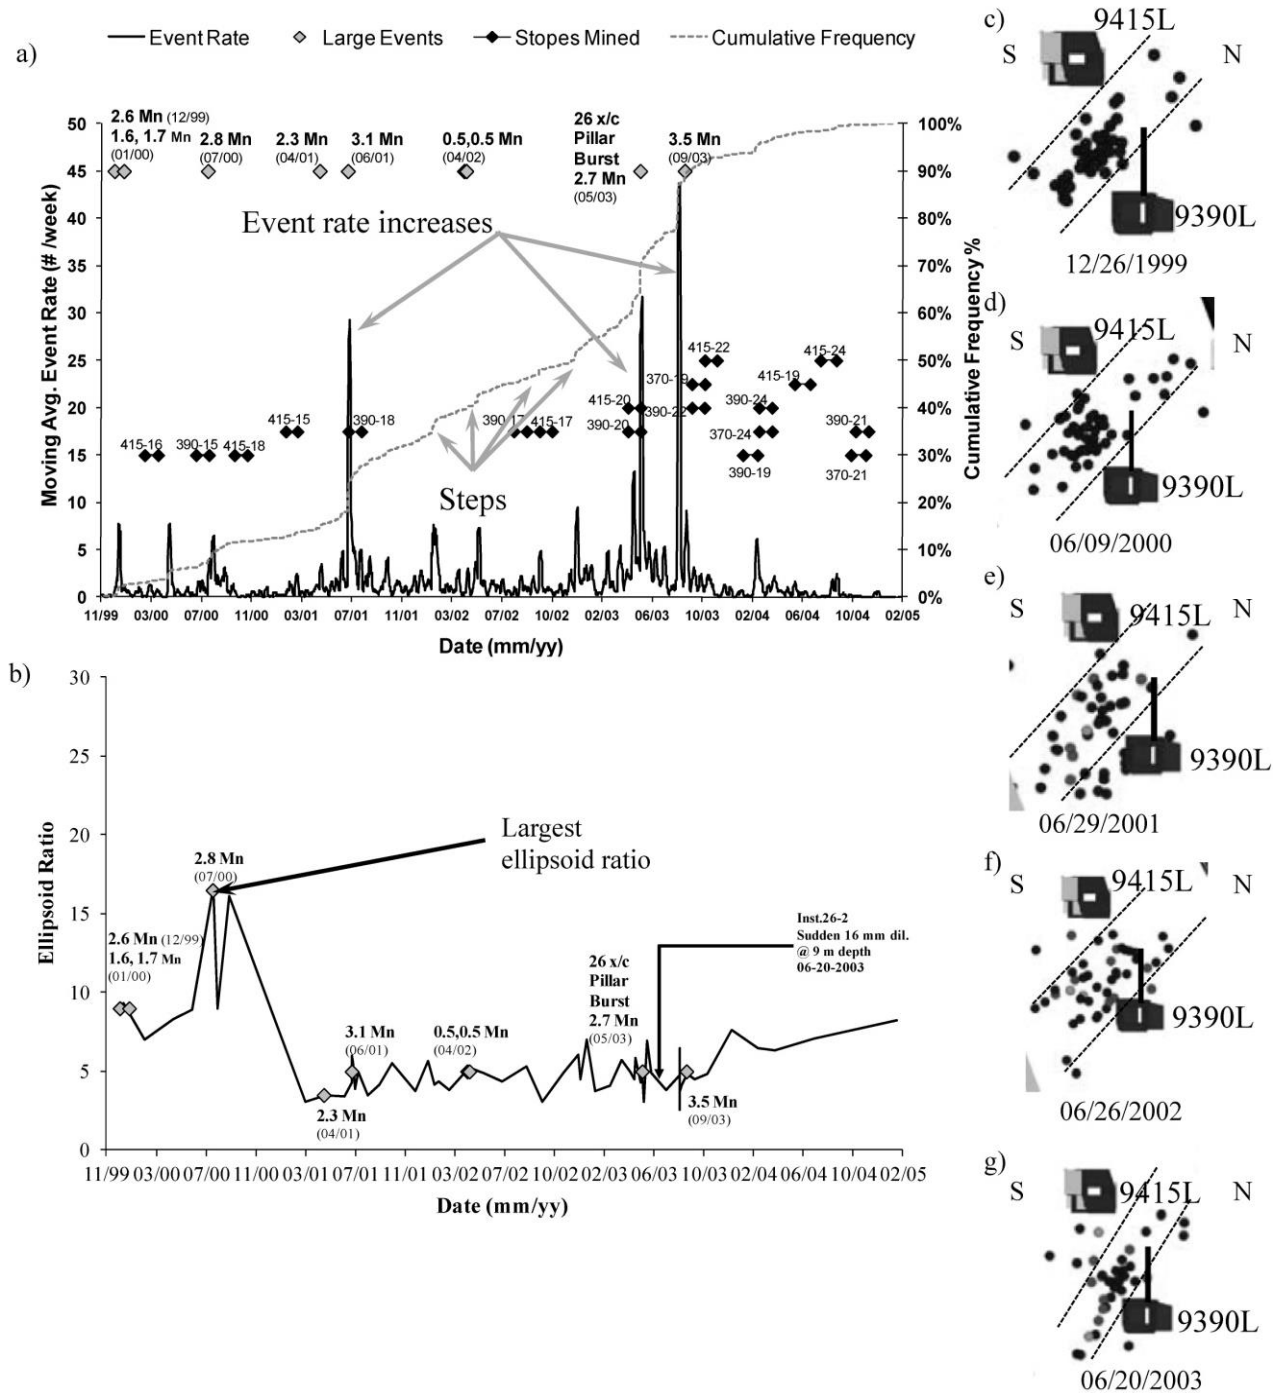 a)
Event Rate
Large Events
Stopes Mined
Cumulative Frequency
2.6 Mn (12/99)
1.6, 1.7 Mn
(01/00)
2.8 Mn
(07/00)
2.3 Mn
(04/01)
3.1 Mn
(06/01)
0.5,0.5 Mn
(04/02)
26 x/c
Pillar
Burst
2.7 Mn
(05/03)
3.5 Mn
(09/03)
Event rate increases
Steps
415-16
390-15
415-18
415-15
390-18
390-17
415-17
415-20
390-20
370-19
390-22
415-22
390-24
370-24
390-19
415-19
415-24
390-21
370-21
Moving Avg. Event Rate (# /week)
50
45
40
35
30
25
20
15
10
5
0
Cumulative Frequency %
100%
90%
80%
70%
60%
50%
40%
30%
20%
10%
0%
11/99 03/00 07/00 11/00 03/01 07/01 11/01 03/02 07/02 10/02 02/03 06/03 10/03 02/04 06/04 10/04 02/05
Date (mm/yy)
b)
Ellipsoid Ratio
30
25
20
15
10
5
0
2.6 Mn (12/99)
1.6, 1.7 Mn
(01/00)
2.8 Mn
(07/00)
Largest
ellipsoid ratio
2.3 Mn
(04/01)
3.1 Mn
(06/01)
0.5,0.5 Mn
(04/02)
26 x/c
Pillar
Burst
2.7 Mn
(05/03)
Inst.26-2
Sudden 16 mm dil.
@ 9 m depth
06-20-2003
3.5 Mn
(09/03)
11/99 03/00 07/00 11/00 03/01 07/01 11/01 03/02 07/02 10/02 02/03 06/03 10/03 02/04 06/04 10/04 02/05
Date (mm/yy)
c)
9415L
S
N
9390L
12/26/1999
d)
9415L
S
N
9390L
06/09/2000
e)
S
N
9415L
9390L
06/29/2001
f)
S
9415L
N
9390L
06/26/2002
g)
S
9415L
N
9390L
06/20/2003